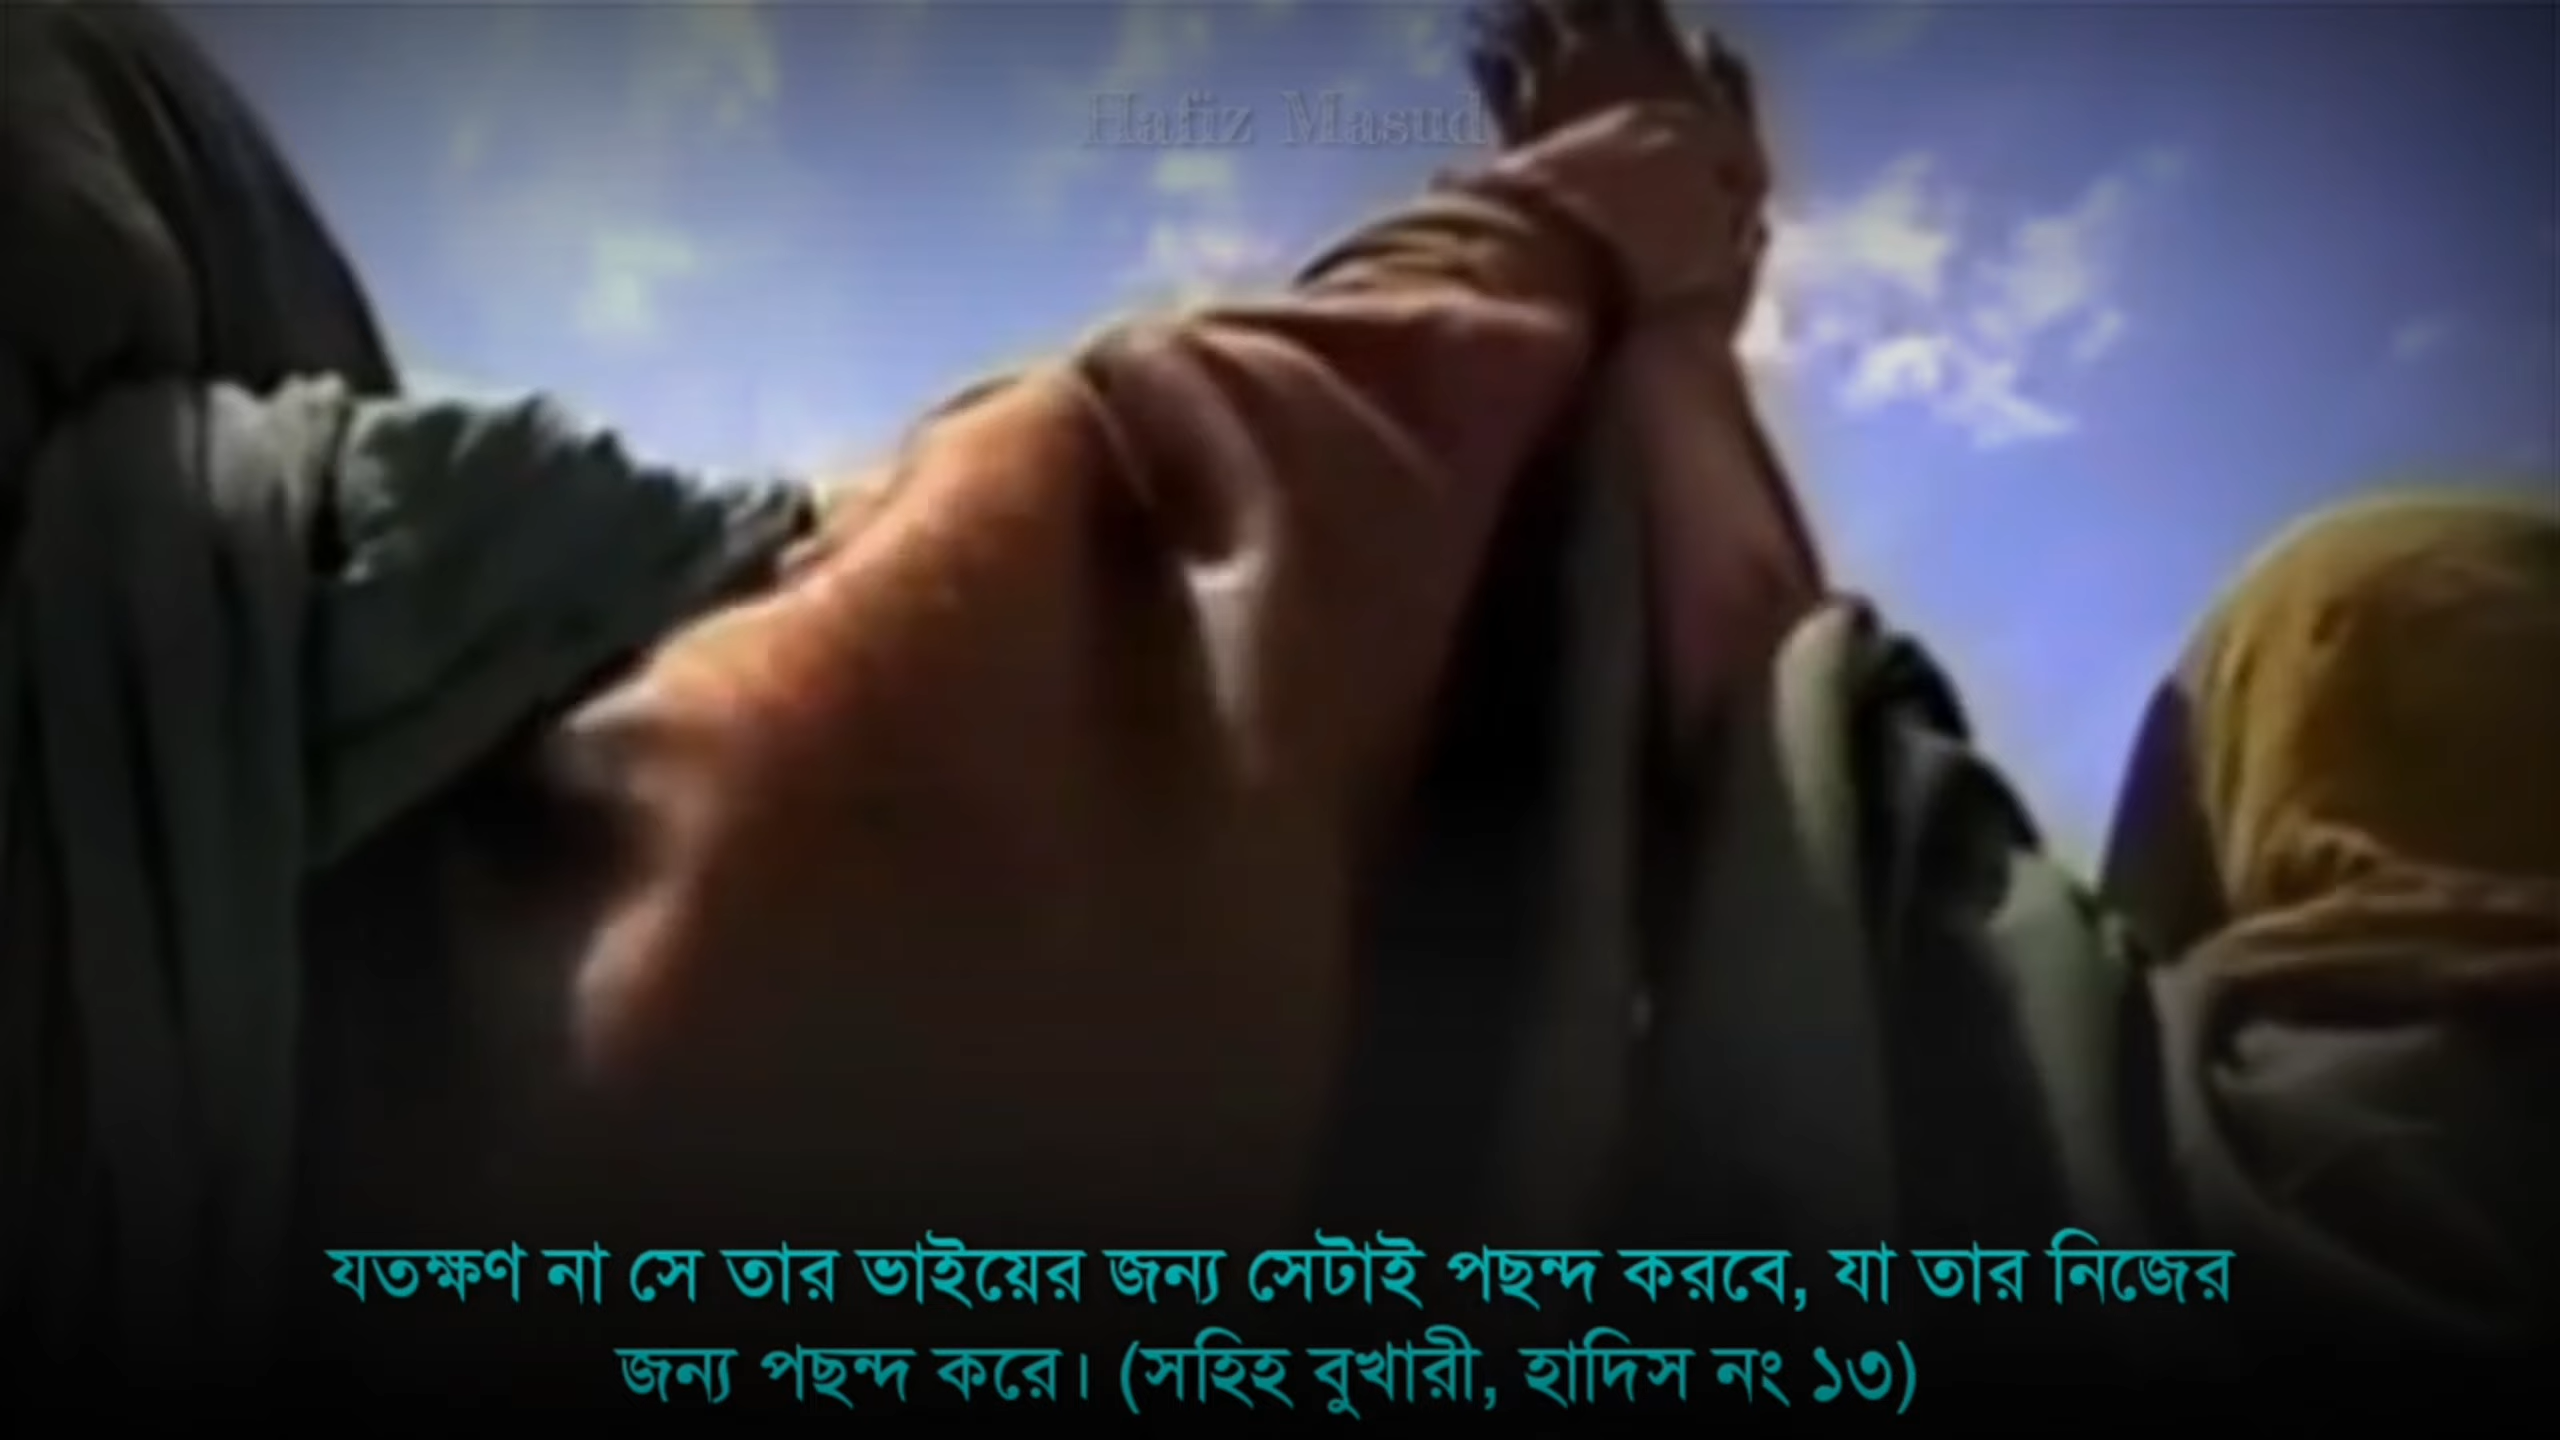 Hafiz Masud
যতক্ষণ না সে তার ভাইয়ের জন্য সেটাই পছন্দ করবে, যা তার নিজের
জন্য পছন্দ করে। (সহিহ বুখারী, হাদিস নং ১৩)